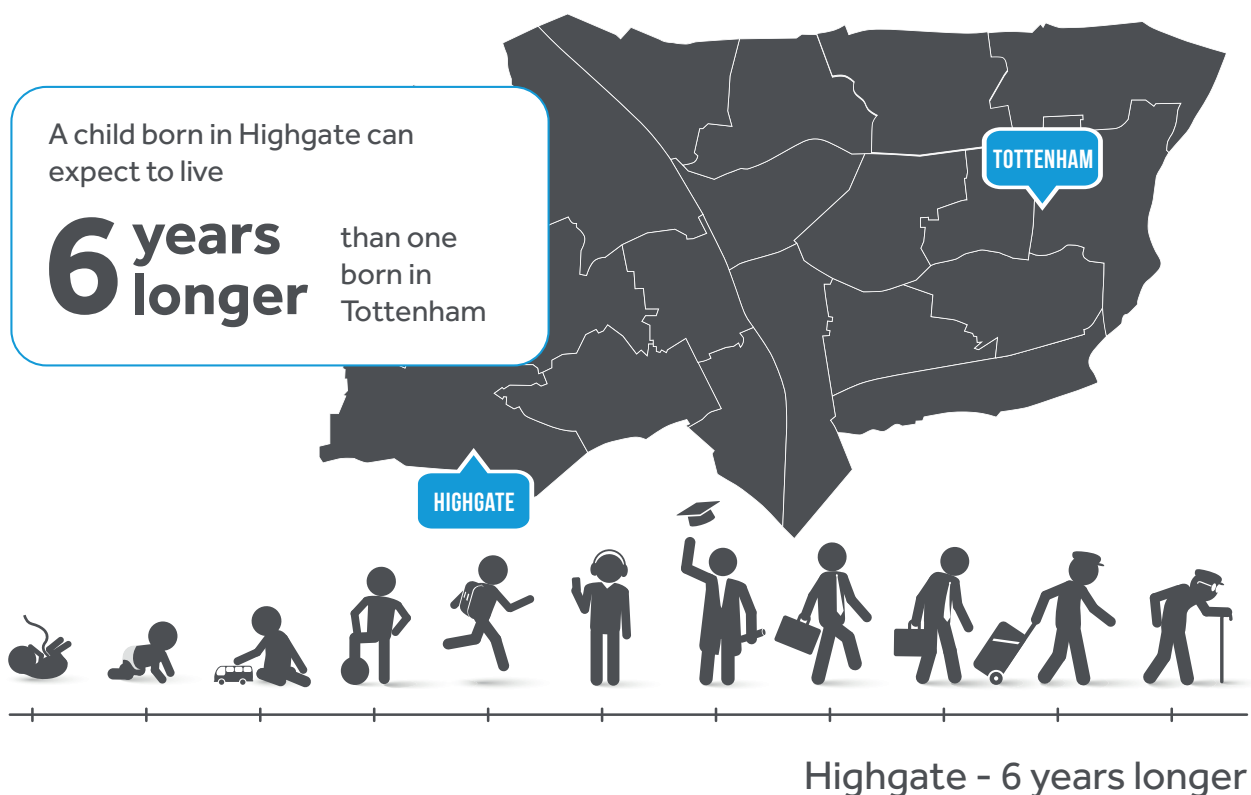 A child born in Highgate can
expect to live
6 years
longer
than one
born in
Tottenham
TOTTENHAM
HIGHGATE
Highgate - 6 years longer